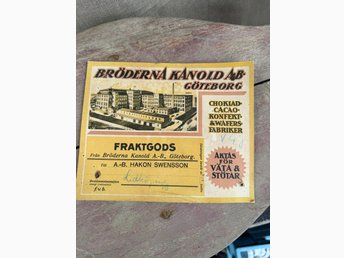 BRÖDERNA KANOLD A.B.
GÖTEBORG
CHOKLAD-
CACAO-
KONFEKT-
& WAFERS-
FABRIKER
FRAKTGODS
Från Bröderna Kanold A.-B., Göteborg.
Till A.-B. HAKON SWENSSON
AKTAS
FÖR
VÄTA &
STÖTAR